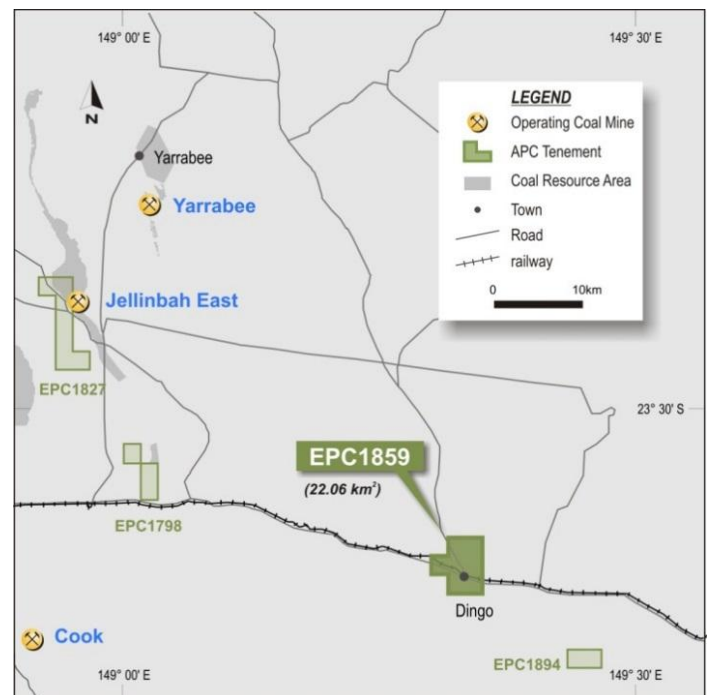 149° 00' E
149° 30' E
LEGEND
Operating Coal Mine
APC Tenement
Coal Resource Area
Town
Road
railway
0 10km
N
Yarrabee
Yarrabee
Jellinbah East
EPC1827
23° 30' S
EPC1859
(22.06 km²)
EPC1798
Dingo
Cook
EPC1894
149° 00' E
149° 30' E